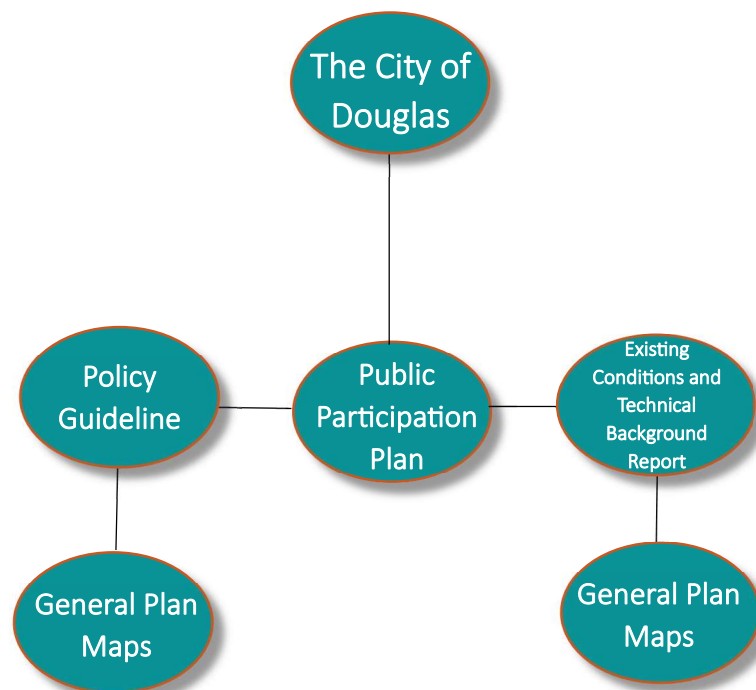 The City of
Douglas
Policy
Guideline
Public
Participation
Plan
Existing
Conditions and
Technical
Background
Report
General Plan
Maps
General Plan
Maps